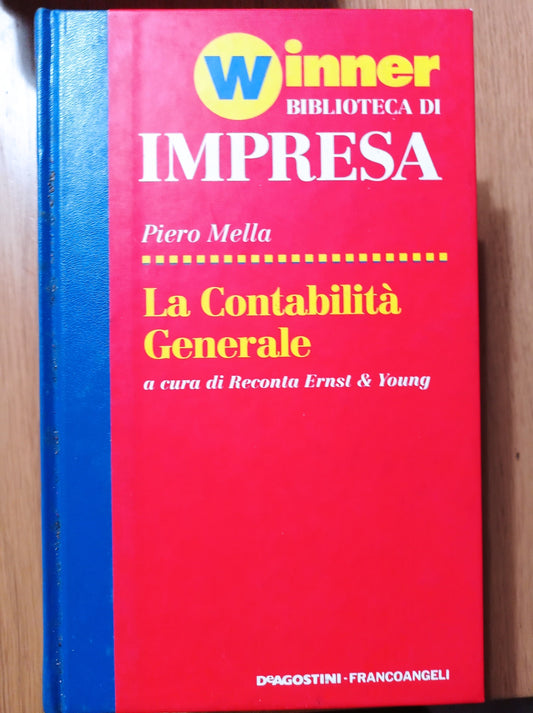 Winner
BIBLIOTECA DI
IMPRESA
Piero Mella
La Contabilità
Generale
a cura di Reconta Ernst & Young
DeAGOSTINI-FRANCOANGELI